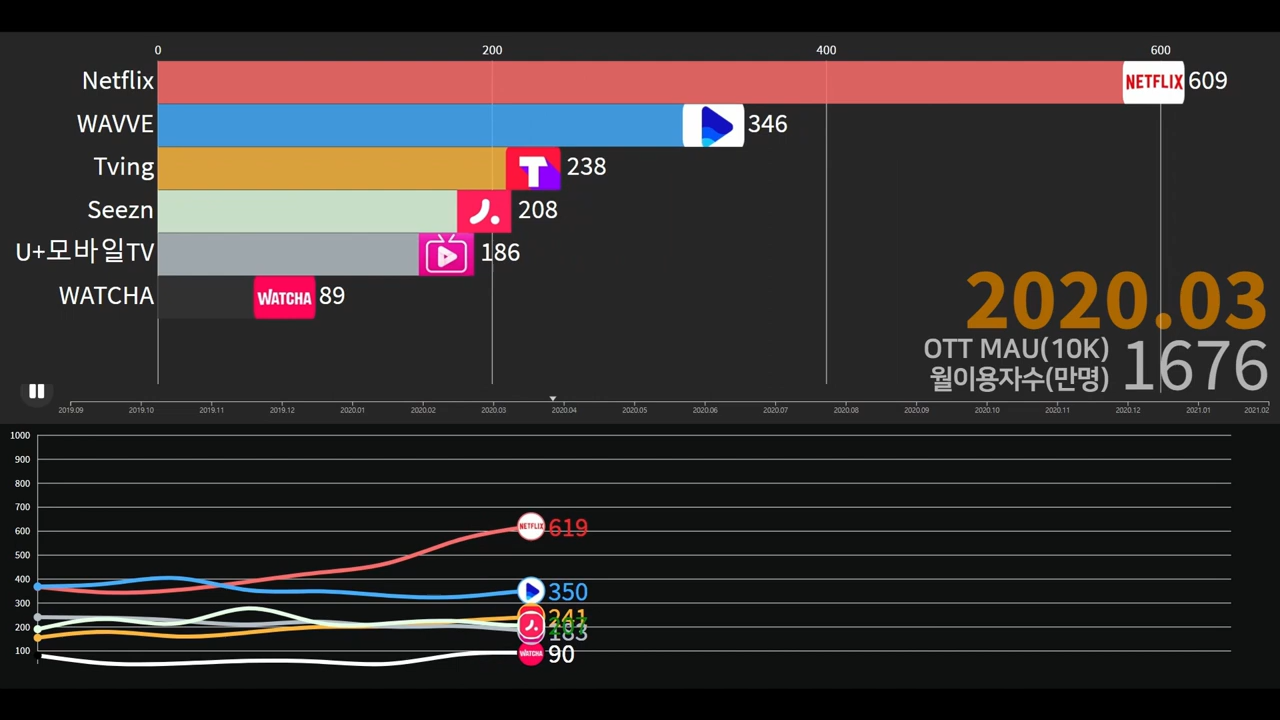 0 200 400 600
Netflix NETFLIX 609
WAVVE 346
Tving T 238
Seezn 208
U+모바일TV 186
WATCHA WATCHA 89
2020.03
OTT MAU(10K)
월이용자수(만명)
1676
2019.09 2019.10 2019.11 2019.12 2020.01 2020.02 2020.03 2020.04 2020.05 2020.06 2020.07 2020.08 2020.09 2020.10 2020.11 2020.12 2021.01 2021.02
1000
900
800
700
600
NETFLIX 619
500
400
350
300
241
200
183
100
WATCHA 90